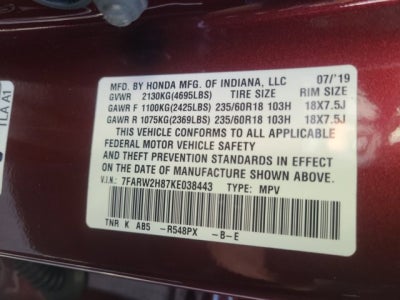 MFD. BY HONDA MFG. OF INDIANA, LLC 07/'19
GVWR 2130KG(4695LBS) TIRE SIZE RIM SIZE
GAWR F 1100KG(2425LBS) 235/60R18 103H 18X7.5J
GAWR R 1075KG(2369LBS) 235/60R18 103H 18X7.5J
THIS VEHICLE CONFORMS TO ALL APPLICABLE
FEDERAL MOTOR VEHICLE SAFETY
AND THEFT PREVENTION STANDARDS IN EFFECT
ON THE DATE OF MANUFACTURE SHOWN ABOVE.
V.I.N: 7FARW2H87KE038443 TYPE: MPV
TNR K AB5 -R548PX -B-E
TLA A1